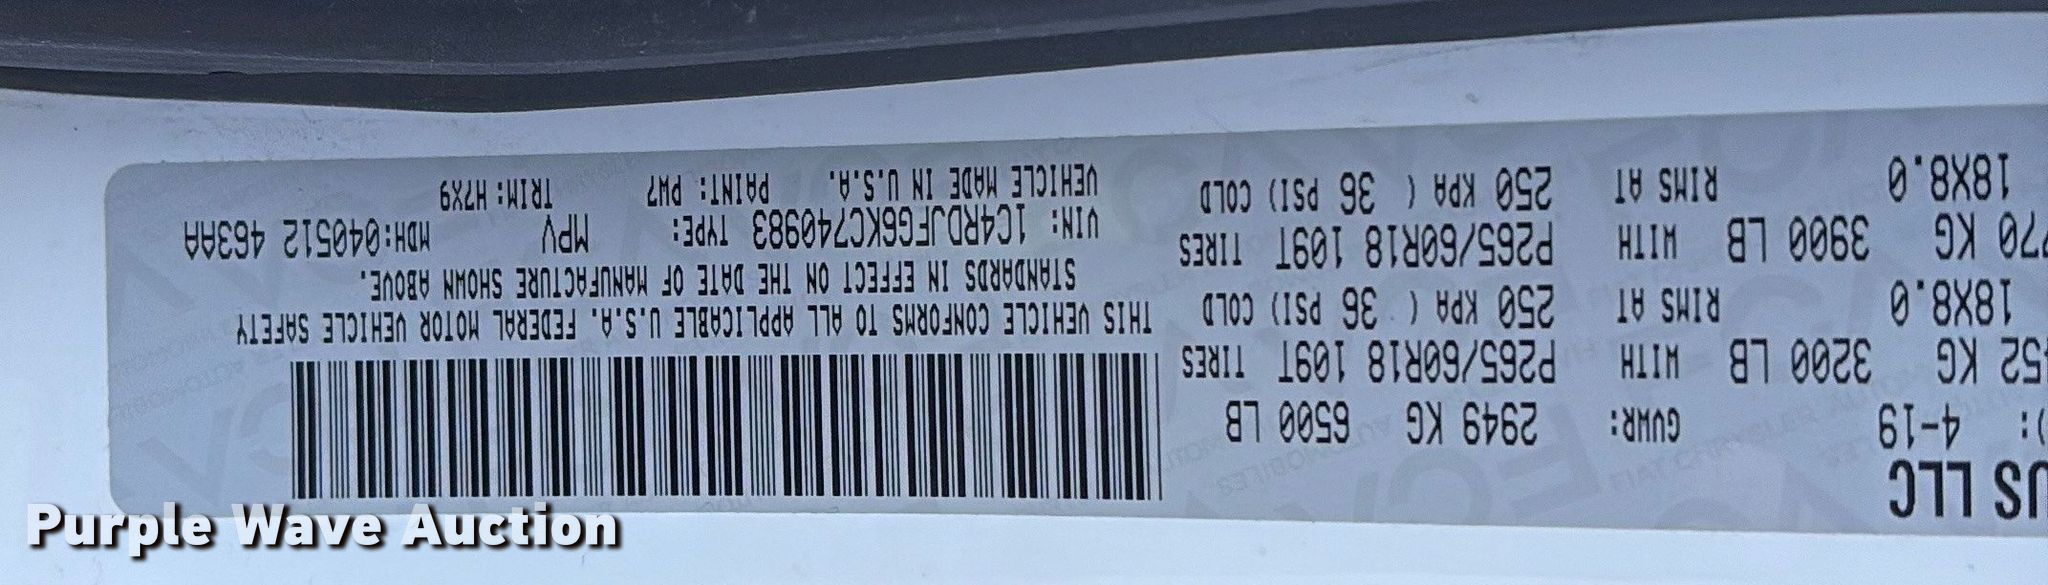 US LLC
): 4-19 GVWR: 2949 KG 6500 LB
52 KG 3200 LB WITH P265/60R18 109T TIRES
18X8.0 RIMS AT 250 KPA ( 36 PSI) COLD
70 KG 3900 LB WITH P265/60R18 109T TIRES
18X8.0 RIMS AT 250 KPA ( 36 PSI) COLD
THIS VEHICLE CONFORMS TO ALL APPLICABLE U.S.A. FEDERAL MOTOR VEHICLE SAFETY
STANDARDS IN EFFECT ON THE DATE OF MANUFACTURE SHOWN ABOVE.
VIN: 1C4RDJFG6KC740983 TYPE: MPV MDH:040512 463AA
VEHICLE MADE IN U.S.A. PAINT: PW7 TRIM: H7X9
Purple Wave Auction